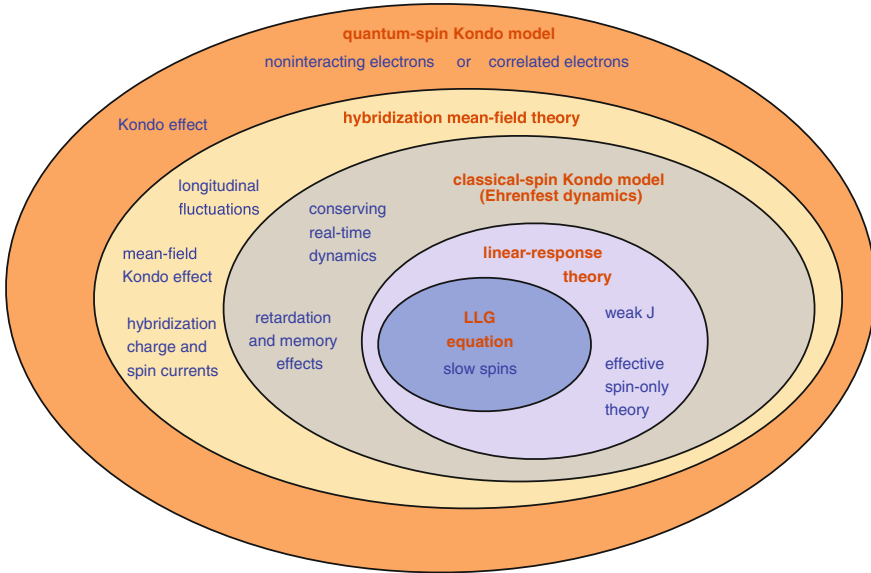 quantum-spin Kondo model
noninteracting electrons or correlated electrons
Kondo effect
hybridization mean-field theory
longitudinal
fluctuations
mean-field
Kondo effect
hybridization
charge and
spin currents
classical-spin Kondo model
(Ehrenfest dynamics)
conserving
real-time
dynamics
retardation
and memory
effects
linear-response
theory
weak J
effective
spin-only
theory
LLG
equation
slow spins